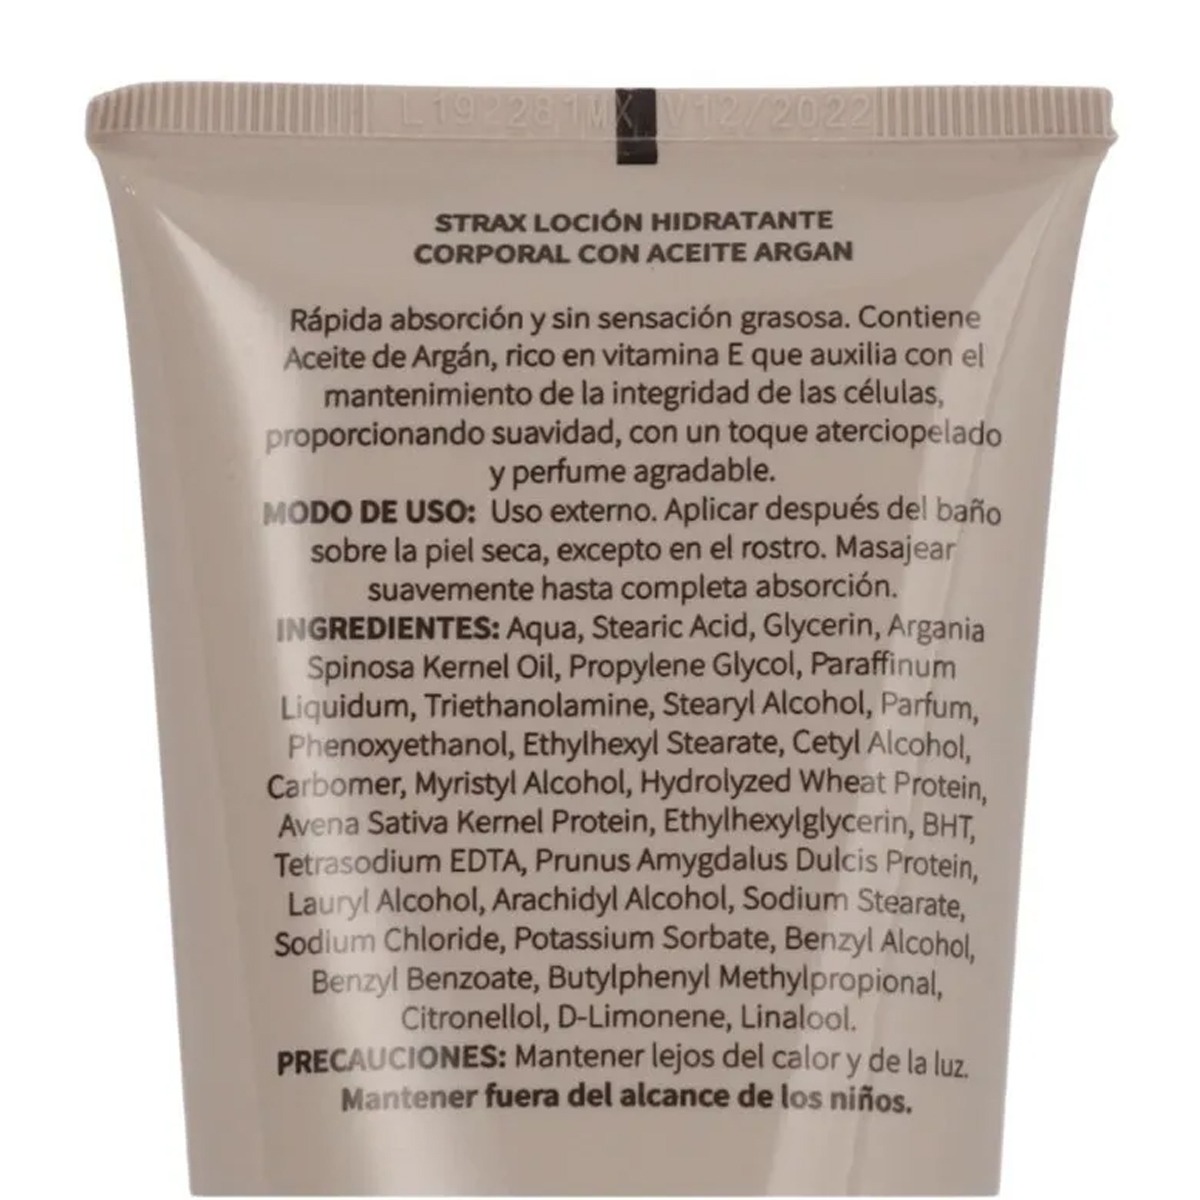 L192281MX V12/2022
STRAX LOCIÓN HIDRATANTE
CORPORAL CON ACEITE ARGAN
Rápida absorción y sin sensación grasosa. Contiene
Aceite de Argán, rico en vitamina E que auxilia con el
mantenimiento de la integridad de las células,
proporcionando suavidad, con un toque aterciopelado
y perfume agradable.
MODO DE USO: Uso externo. Aplicar después del baño
sobre la piel seca, excepto en el rostro. Masajear
suavemente hasta completa absorción.
INGREDIENTES: Aqua, Stearic Acid, Glycerin, Argania
Spinosa Kernel Oil, Propylene Glycol, Paraffinum
Liquidum, Triethanolamine, Stearyl Alcohol, Parfum,
Phenoxyethanol, Ethylhexyl Stearate, Cetyl Alcohol,
Carbomer, Myristyl Alcohol, Hydrolyzed Wheat Protein,
Avena Sativa Kernel Protein, Ethylhexylglycerin, BHT,
Tetrasodium EDTA, Prunus Amygdalus Dulcis Protein,
Lauryl Alcohol, Arachidyl Alcohol, Sodium Stearate,
Sodium Chloride, Potassium Sorbate, Benzyl Alcohol,
Benzyl Benzoate, Butylphenyl Methylpropional,
Citronellol, D-Limonene, Linalool.
PRECAUCIONES: Mantener lejos del calor y de la luz.
Mantener fuera del alcance de los niños.